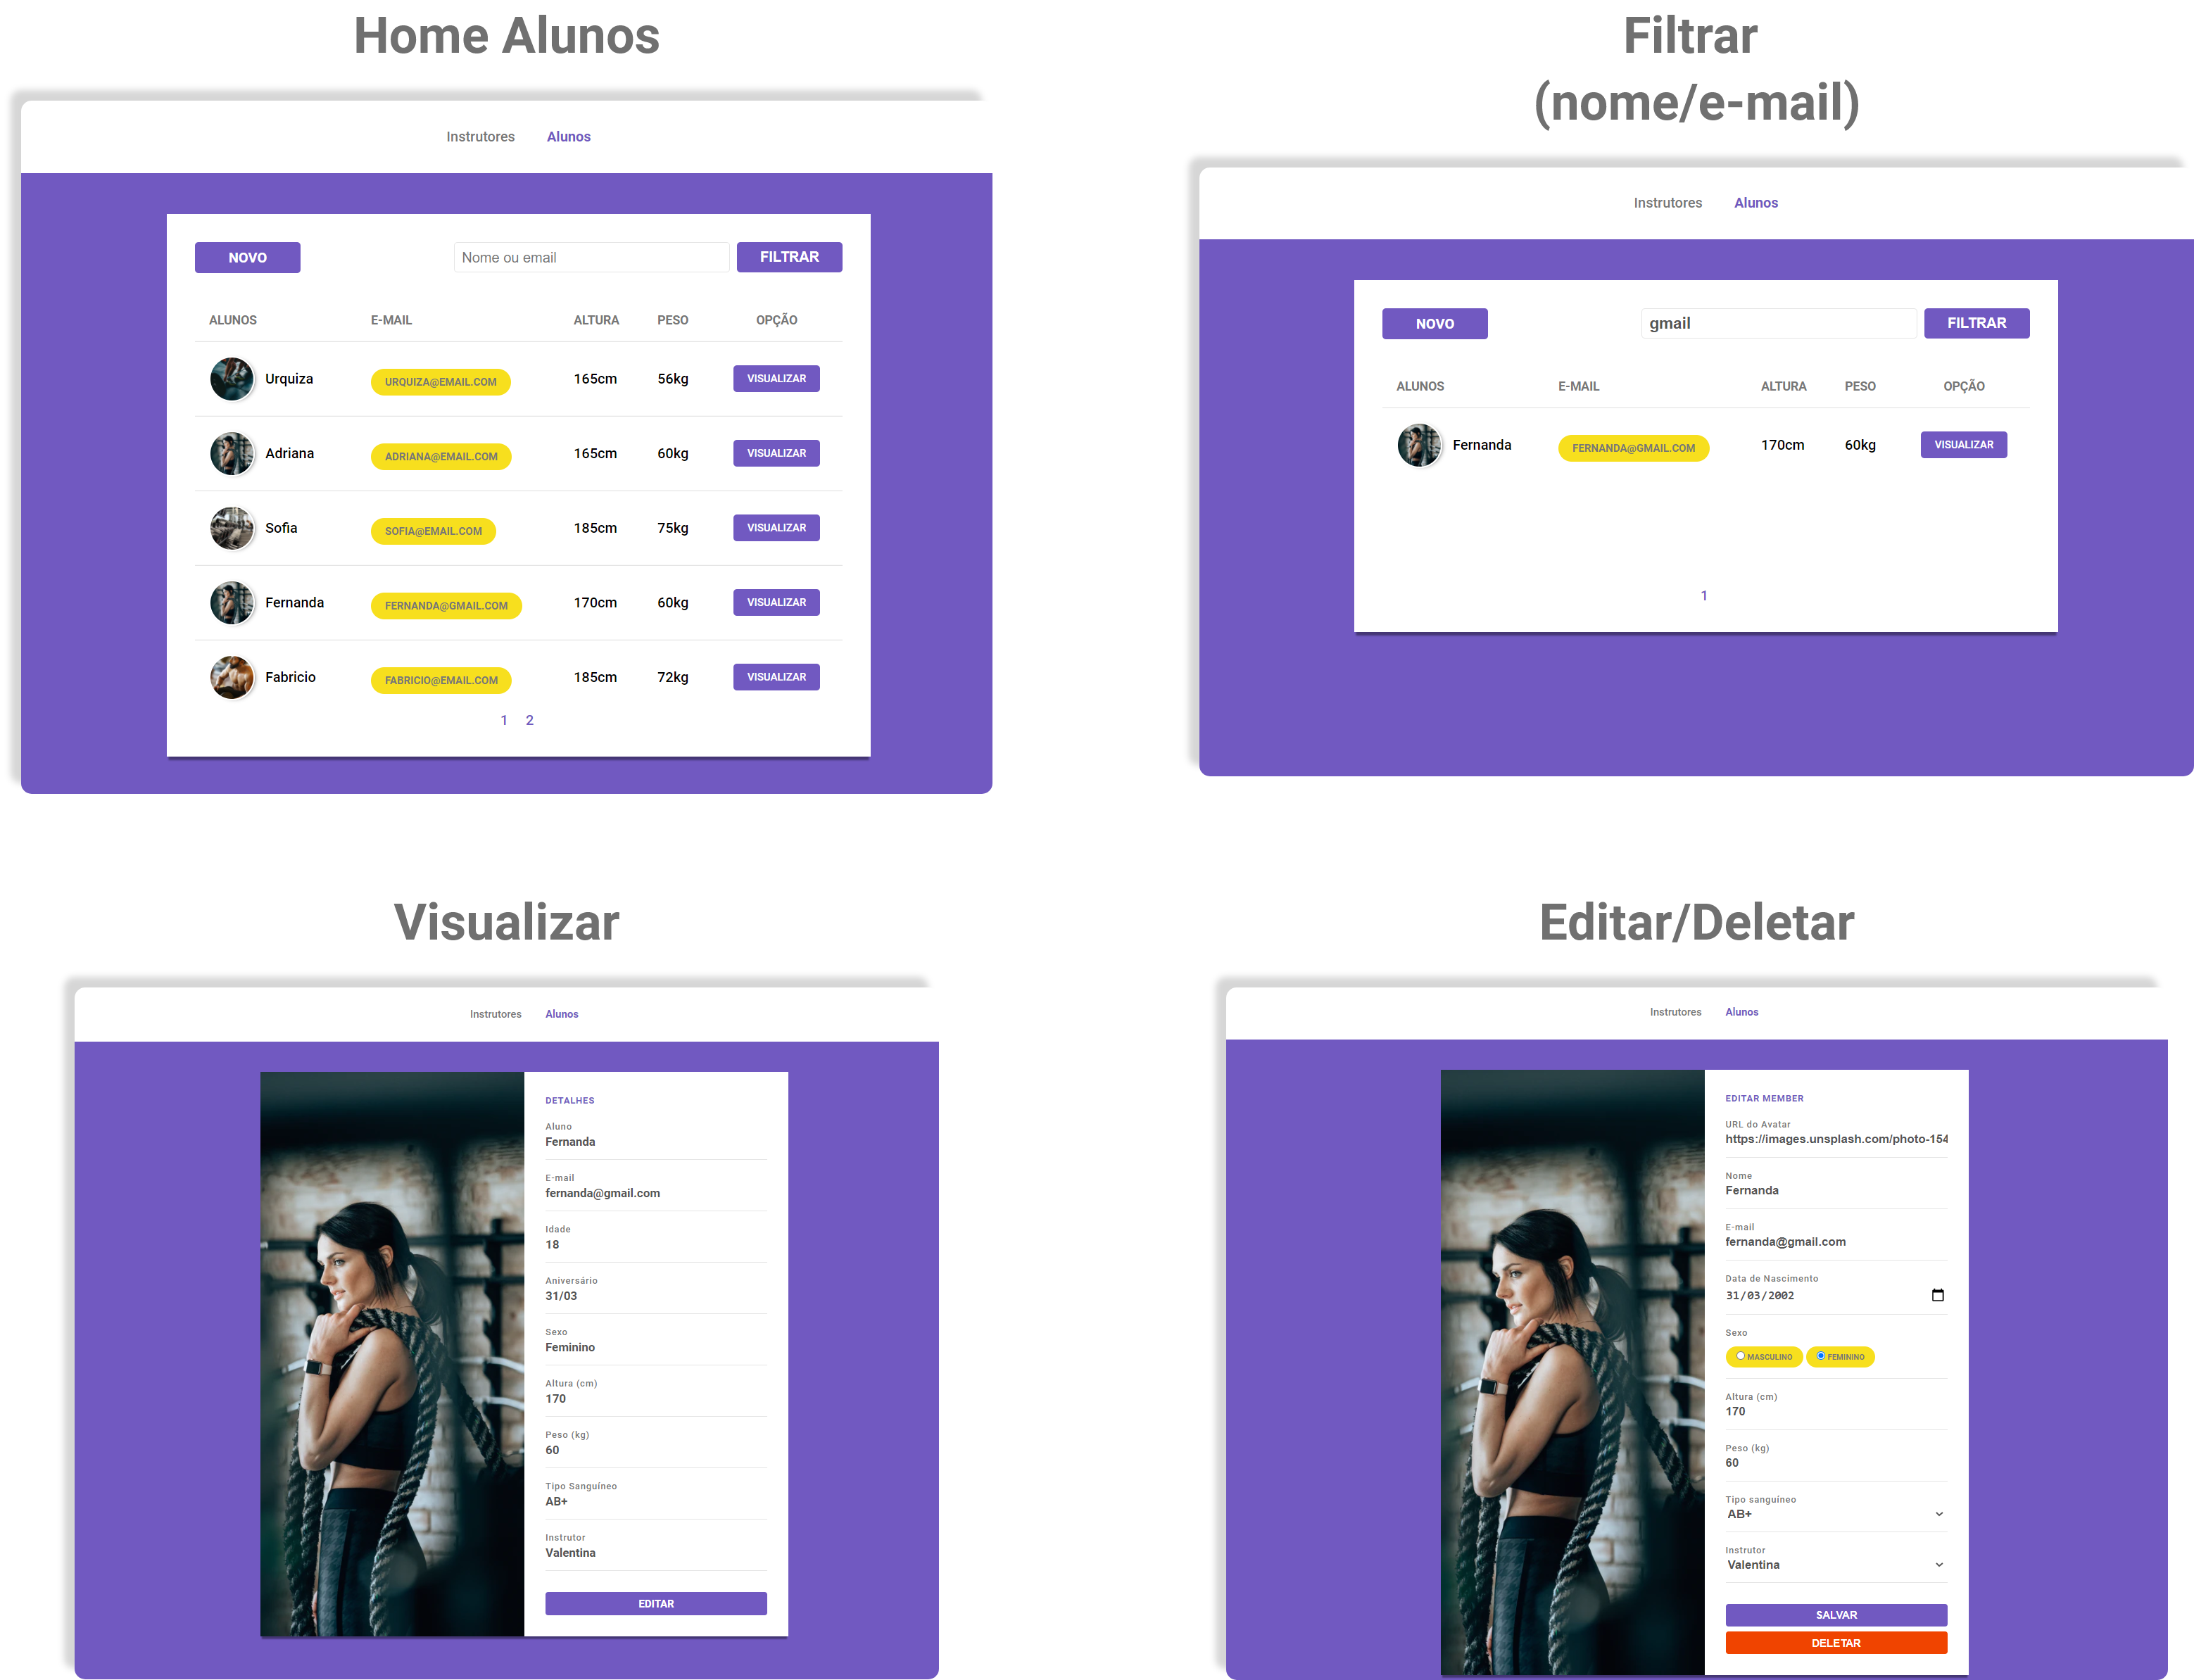 Home Alunos
Instrutores Alunos
NOVO Nome ou email FILTRAR
ALUNOS E-MAIL ALTURA PESO OPÇÃO
Urquiza URQUIZA@EMAIL.COM 165cm 56kg VISUALIZAR
Adriana ADRIANA@EMAIL.COM 165cm 60kg VISUALIZAR
Sofia SOFIA@EMAIL.COM 185cm 75kg VISUALIZAR
Fernanda FERNANDA@GMAIL.COM 170cm 60kg VISUALIZAR
Fabricio FABRICIO@EMAIL.COM 185cm 72kg VISUALIZAR
1 2
Filtrar
(nome/e-mail)
Instrutores Alunos
NOVO gmail FILTRAR
ALUNOS E-MAIL ALTURA PESO OPÇÃO
Fernanda FERNANDA@GMAIL.COM 170cm 60kg VISUALIZAR
1
Visualizar
Instrutores Alunos
DETALHES
Aluno
Fernanda
E-mail
fernanda@gmail.com
Idade
18
Aniversário
31/03
Sexo
Feminino
Altura (cm)
170
Peso (kg)
60
Tipo Sanguíneo
AB+
Instrutor
Valentina
EDITAR
Editar/Deletar
Instrutores Alunos
EDITAR MEMBER
URL do Avatar
https://images.unsplash.com/photo-154
Nome
Fernanda
E-mail
fernanda@gmail.com
Data de Nascimento
31/03/2002
Sexo
MASCULINO FEMININO
Altura (cm)
170
Peso (kg)
60
Tipo sanguíneo
AB+
Instrutor
Valentina
SALVAR
DELETAR